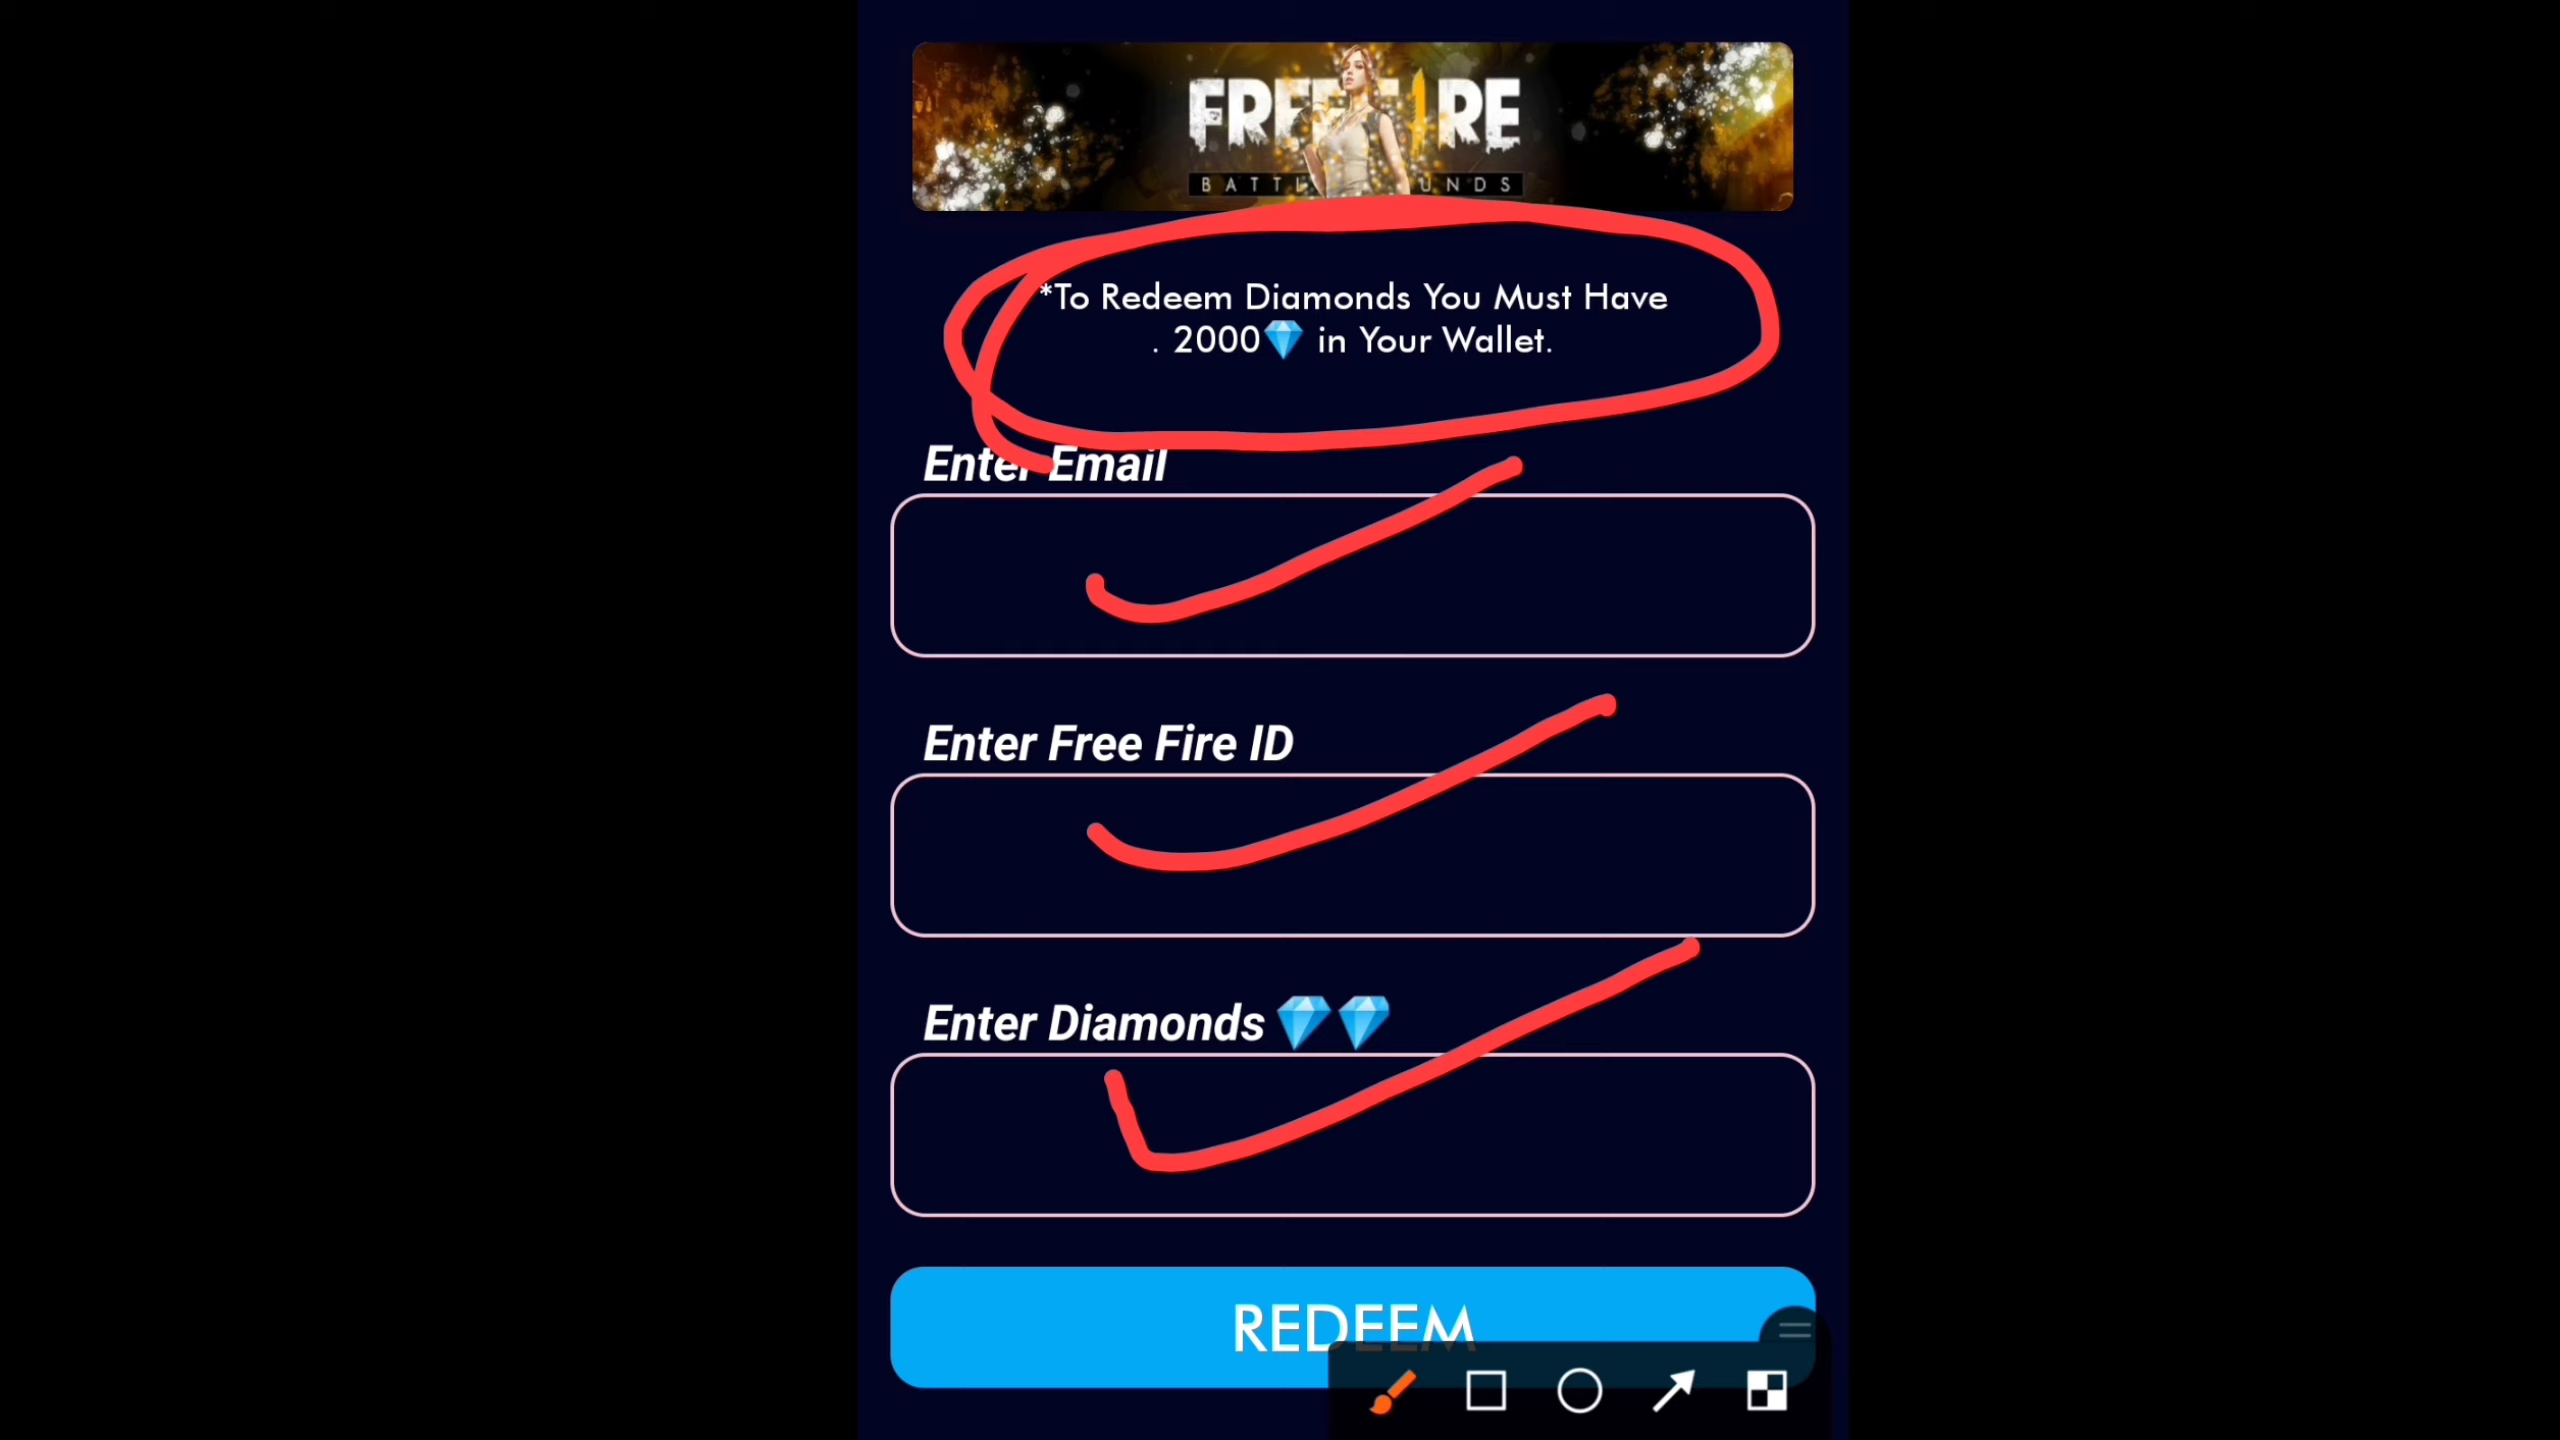 FREE FIRE
*To Redeem Diamonds You Must Have
. 2000💎 in Your Wallet.
Enter Email
Enter Free Fire ID
Enter Diamonds 💎💎
REDEEM